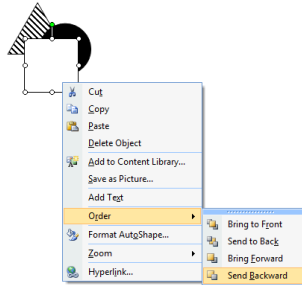 Cut
Copy
Paste
Delete Object
Add to Content Library...
Save as Picture...
Add Text
Order
Format AutoShape...
Zoom
Hyperlink...
Bring to Front
Send to Back
Bring Forward
Send Backward